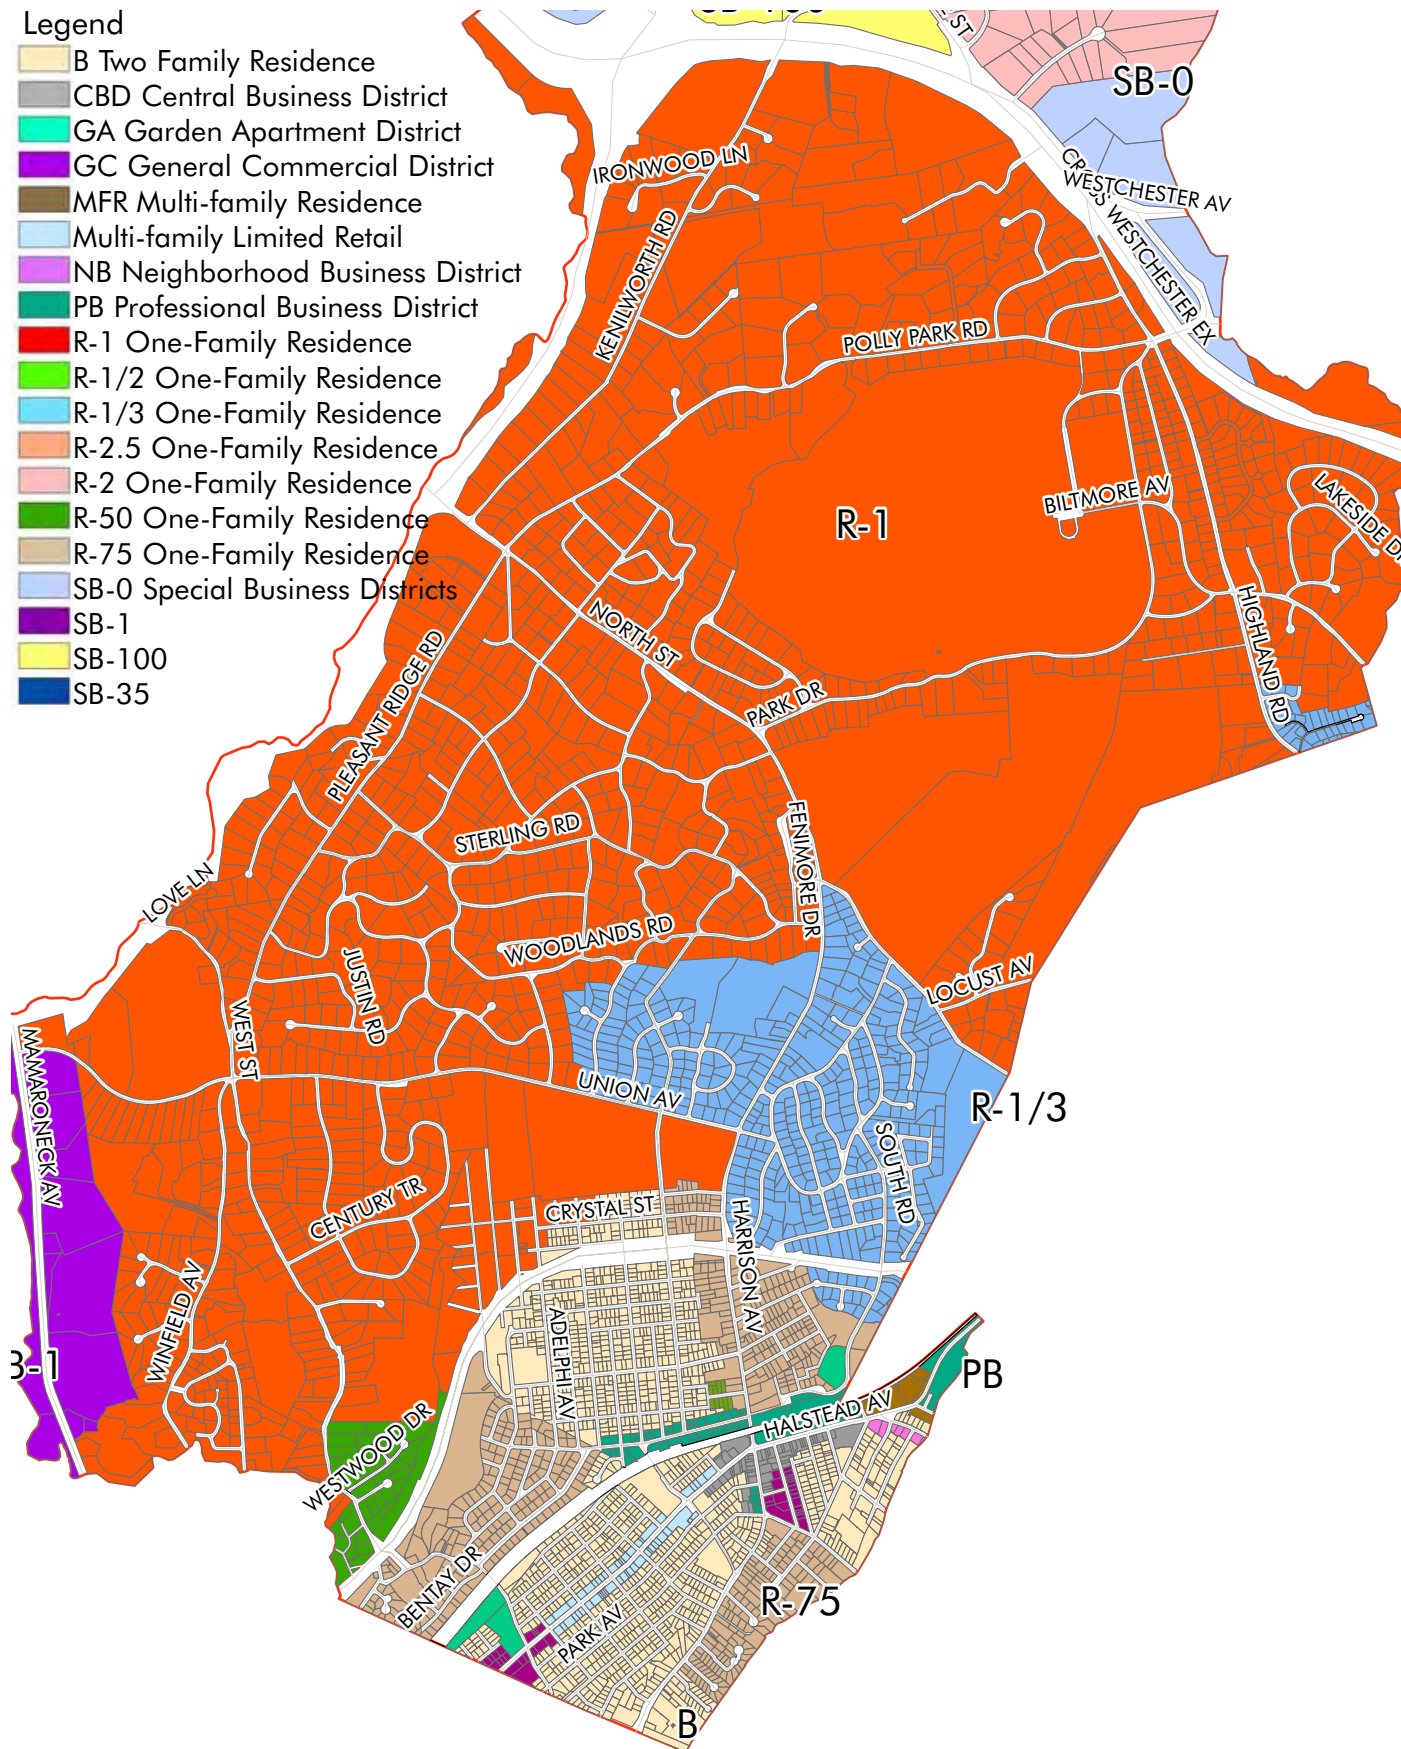 Legend
B Two Family Residence
CBD Central Business District
GA Garden Apartment District
GC General Commercial District
MFR Multi-family Residence
Multi-family Limited Retail
NB Neighborhood Business District
PB Professional Business District
R-1 One-Family Residence
R-1/2 One-Family Residence
R-1/3 One-Family Residence
R-2.5 One-Family Residence
R-2 One-Family Residence
R-50 One-Family Residence
R-75 One-Family Residence
SB-0 Special Business Districts
SB-1
SB-100
SB-35
ST
SB-0
IRONWOOD LN
CROSS WESTCHESTER EX
WESTCHESTER AV
KENILWORTH RD
POLLY PARK RD
BILTMORE AV
LAKESIDE
R-1
NORTH ST
HIGHLAND RD
PLEASANT RIDGE RD
PARK DR
STERLING RD
FENIMORE DR
LOVE LN
WOODLANDS RD
JUSTIN RD
LOCUST AV
WEST ST
MAMARONECK AV
UNION AV
R-1/3
SOUTH RD
CENTURY TR
CRYSTAL ST
HARRISON AV
WINFIELD AV
ADELPHI AV
B-1
PB
HALSTEAD AV
WESTWOOD DR
BENTAY DR
R-75
PARK AV
B